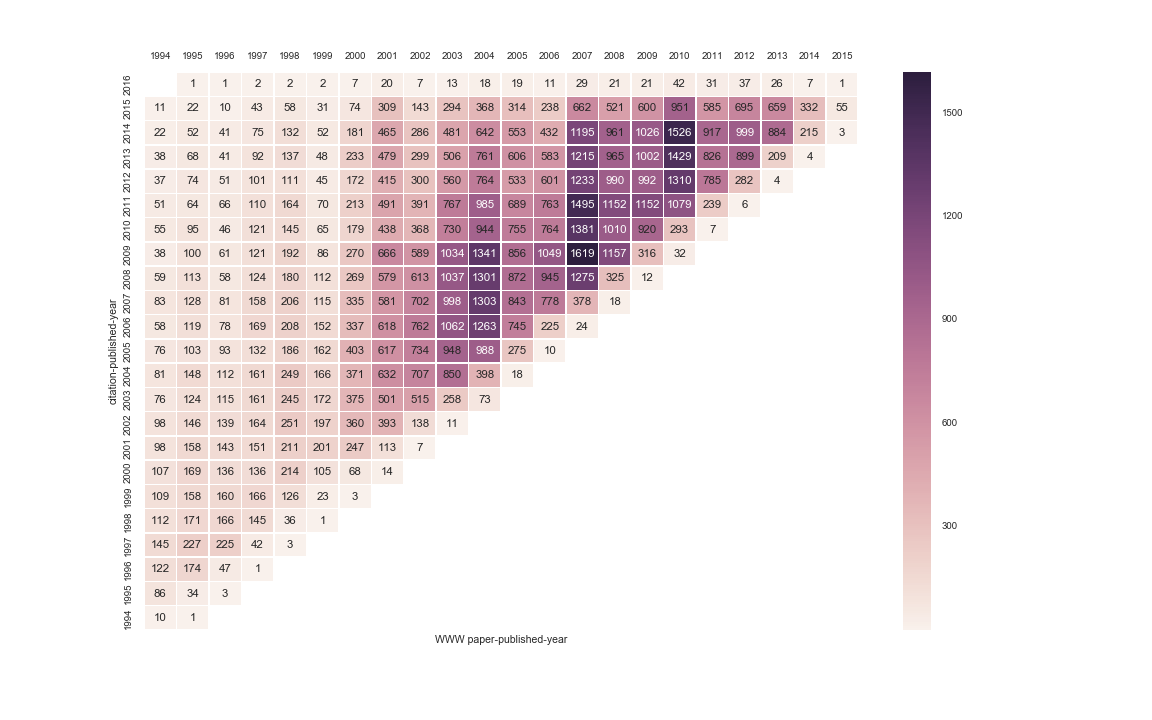 1994 1995 1996 1997 1998 1999 2000 2001 2002 2003 2004 2005 2006 2007 2008 2009 2010 2011 2012 2013 2014 2015
2016 1 1 2 2 2 7 20 7 13 18 19 11 29 21 21 42 31 37 26 7 1
2015 11 22 10 43 58 31 74 309 143 294 368 314 238 662 521 600 951 585 695 659 332 55
2014 22 52 41 75 132 52 181 465 286 481 642 553 432 1195 961 1026 1526 917 999 884 215 3
2013 38 68 41 92 137 48 233 479 299 506 761 606 583 1215 965 1002 1429 826 899 209 4
2012 37 74 51 101 111 45 172 415 300 560 764 533 601 1233 990 992 1310 785 282 4
2011 51 64 66 110 164 70 213 491 391 767 985 689 763 1495 1152 1152 1079 239 6
2010 55 95 46 121 145 65 179 438 368 730 944 755 764 1381 1010 920 293 7
2009 38 100 61 121 192 86 270 666 589 1034 1341 856 1049 1619 1157 316 32
2008 59 113 58 124 180 112 269 579 613 1037 1301 872 945 1275 325 12
2007 83 128 81 158 206 115 335 581 702 998 1303 843 778 378 18
2006 58 119 78 169 208 152 337 618 762 1062 1263 745 225 24
2005 76 103 93 132 186 162 403 617 734 948 988 275 10
2004 81 148 112 161 249 166 371 632 707 850 398 18
2003 76 124 115 161 245 172 375 501 515 258 73
2002 98 146 139 164 251 197 360 393 138 11
2001 98 158 143 151 211 201 247 113 7
2000 107 169 136 136 214 105 68 14
1999 109 158 160 166 126 23 3
1998 112 171 166 145 36 1
1997 145 227 225 42 3
1996 122 174 47 1
1995 86 34 3
1994 10 1
citation-published-year
WWW paper-published-year
1500
1200
900
600
300